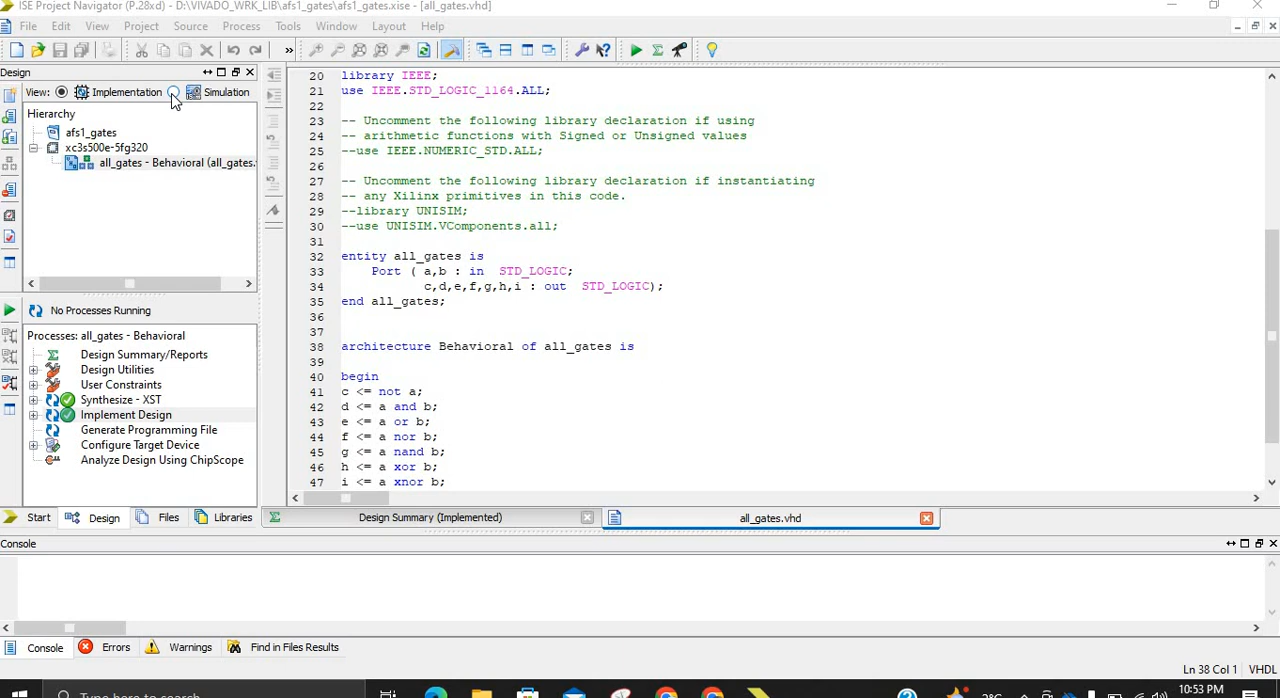 ISE Project Navigator (P.28xd) - D:\VIVADO_WRK_LIB\afs1_gates\afs1_gates.xise - [all_gates.vhd]
File Edit View Project Source Process Tools Window Layout Help
Design
View: Implementation Simulation
Hierarchy
afs1_gates
xc3s500e-5fg320
all_gates - Behavioral (all_gates.
No Processes Running
Processes: all_gates - Behavioral
Design Summary/Reports
Design Utilities
User Constraints
Synthesize - XST
Implement Design
Generate Programming File
Configure Target Device
Analyze Design Using ChipScope
Start Design Files Libraries
20 library IEEE;
21 use IEEE.STD_LOGIC_1164.ALL;
22
23 -- Uncomment the following library declaration if using
24 -- arithmetic functions with Signed or Unsigned values
25 --use IEEE.NUMERIC_STD.ALL;
26
27 -- Uncomment the following library declaration if instantiating
28 -- any Xilinx primitives in this code.
29 --library UNISIM;
30 --use UNISIM.VComponents.all;
31
32 entity all_gates is
33 Port ( a,b : in STD_LOGIC;
34 c,d,e,f,g,h,i : out STD_LOGIC);
35 end all_gates;
36
37
38 architecture Behavioral of all_gates is
39
40 begin
41 c <= not a;
42 d <= a and b;
43 e <= a or b;
44 f <= a nor b;
45 g <= a nand b;
46 h <= a xor b;
47 i <= a xnor b;
Design Summary (Implemented) all_gates.vhd
Console
Console Errors Warnings Find in Files Results
Ln 38 Col 1 VHDL
Type here to search
10:53 PM